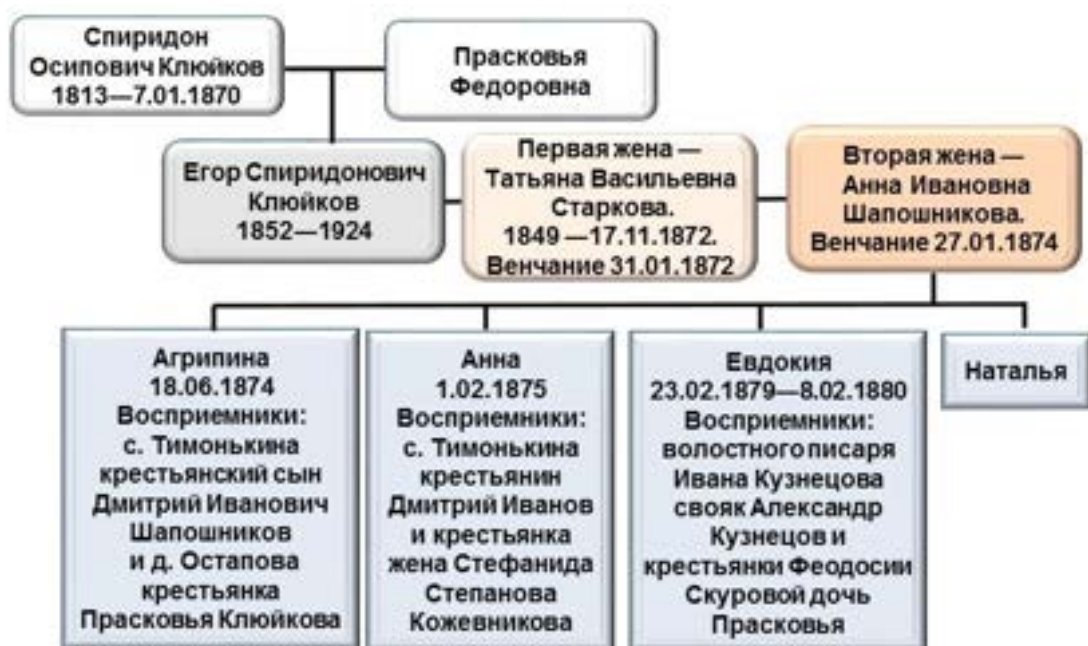 Спиридон
Осипович Клюйков
1813—7.01.1870
Прасковья
Федоровна
Егор Спиридонович
Клюйков
1852—1924
Первая жена —
Татьяна Васильевна
Старкова.
1849 —17.11.1872.
Венчание 31.01.1872
Вторая жена —
Анна Ивановна
Шапошникова.
Венчание 27.01.1874
Агрипина
18.06.1874
Восприемники:
с. Тимонькина
крестьянский сын
Дмитрий Иванович
Шапошников
и д. Остапова
крестьянка
Прасковья Клюйкова
Анна
1.02.1875
Восприемники:
с. Тимонькина
крестьянин
Дмитрий Иванов
и крестьянка
жена Стефанида
Степанова
Кожевникова
Евдокия
23.02.1879—8.02.1880
Восприемники:
волостного писаря
Ивана Кузнецова
свояк Александр
Кузнецов и
крестьянки Феодосии
Скуровой дочь
Прасковья
Наталья